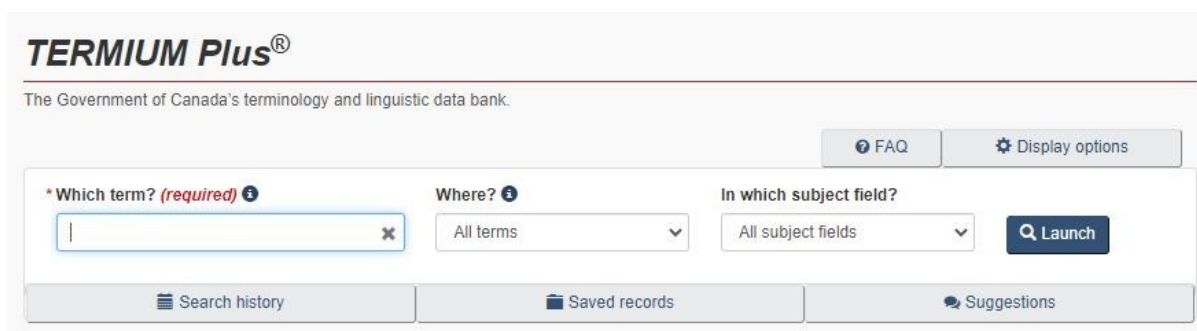 TERMIUM Plus®
The Government of Canada's terminology and linguistic data bank.
FAQ Display options
* Which term? (required) Where? In which subject field?
All terms All subject fields Launch
Search history Saved records Suggestions